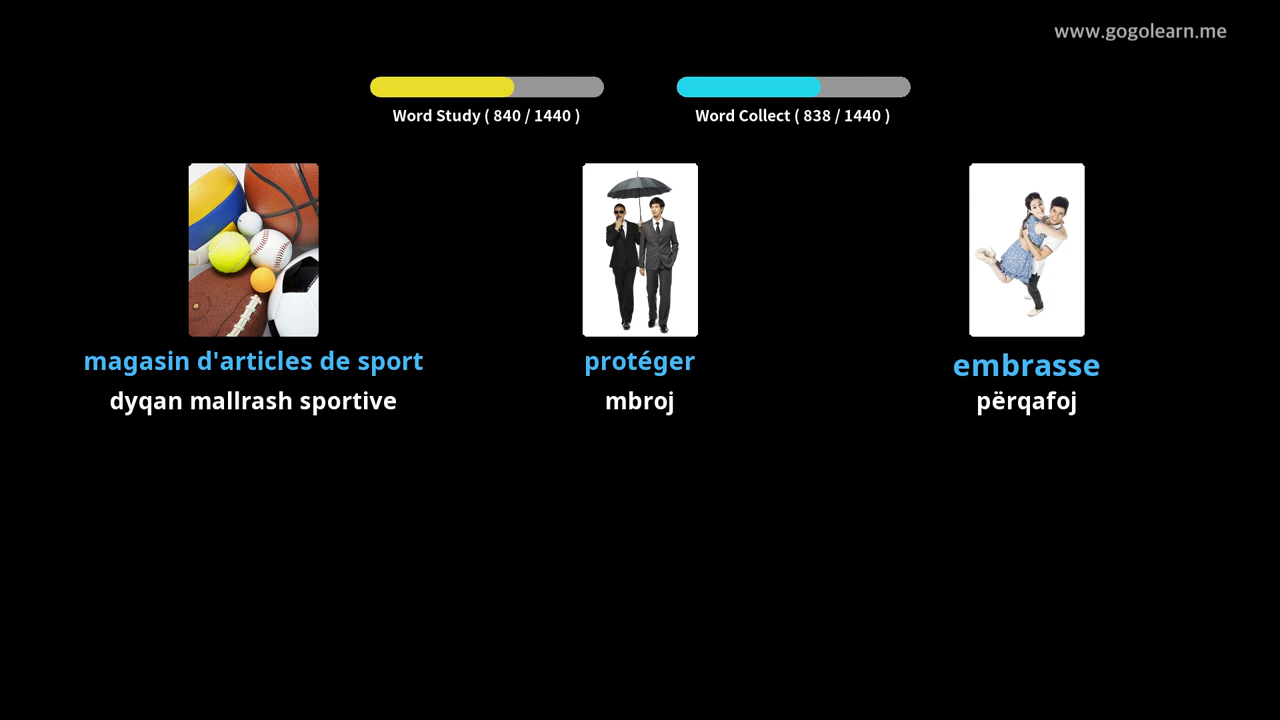 www.gogolearn.me
Word Study ( 840 / 1440 )
Word Collect ( 838 / 1440 )
magasin d'articles de sport
dyqan mallrash sportive
protéger
mbroj
embrasse
përqafoj